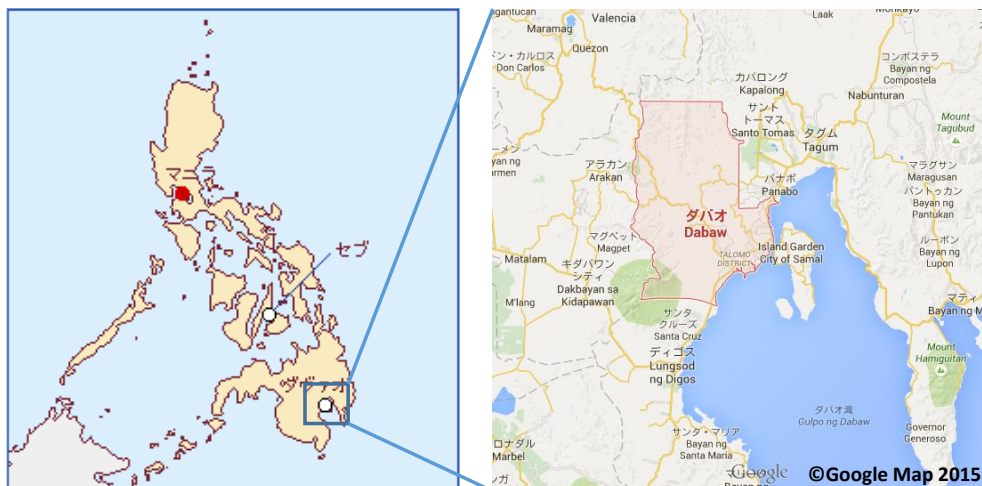 マニラ
セブ
Maramag
Valencia
Quezon
ドン・カルロス
Don Carlos
Laak
Monkayo
コンポステラ
Bayan ng
Compostela
カパロング
Kapalong
Nabunturan
サント
トーマス
Santo Tomas
タグム
Tagum
Mount
Tagubud
アラカン
Arakan
パナボ
Panabo
マラグサン
Maragusan
パントゥカン
Bayan ng
Pantukan
ダバオ
Dabaw
TALOMO
DISTRICT
Island Garden
City of Samal
マグペット
Magpet
Matalam
キダパワン
シティ
Dakbayan sa
Kidapawan
ルーポン
Bayan ng
Lupon
M'lang
サンタ
クルーズ
Santa Cruz
マティ
Bayan ng M
ディゴス
Lungsod
ng Digos
Mount
Hamiguitan
ダバオ湾
Gulpo ng Dabaw
Governor
Generoso
ロナダル
Marbel
サンタ・マリア
Bayan ng
Santa Maria
Google
©Google Map 2015